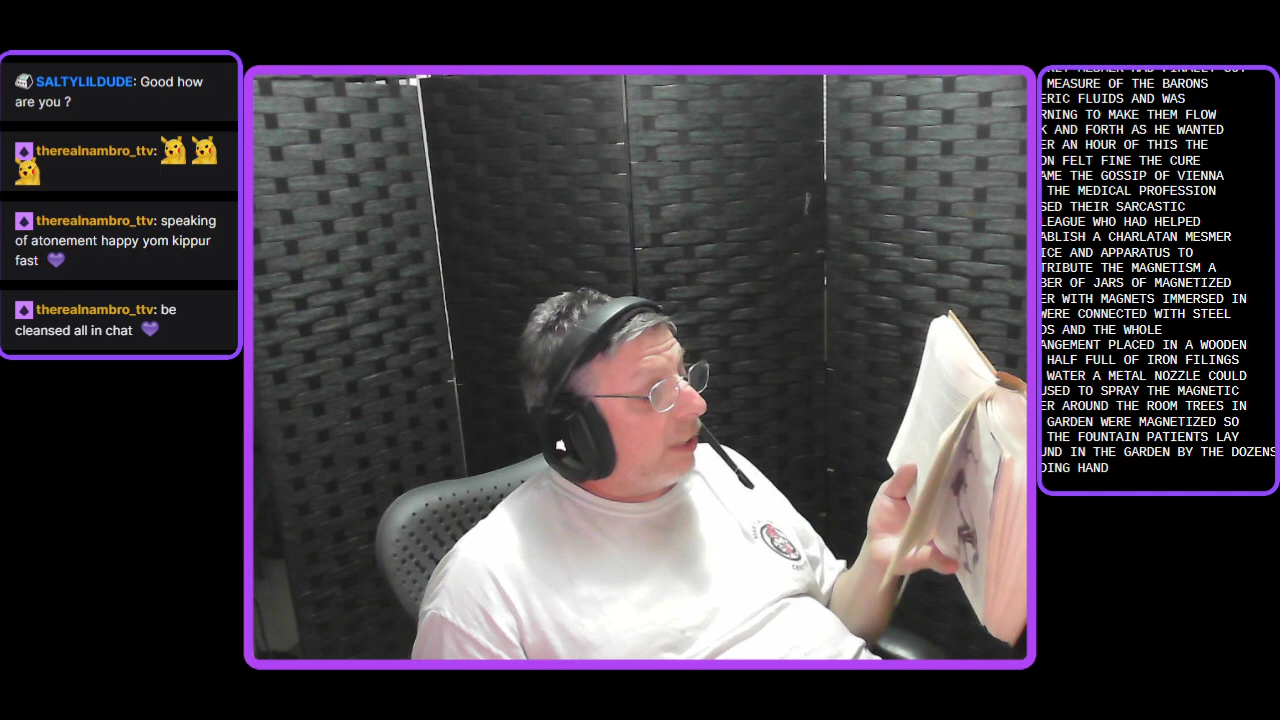 SALTYLILDUDE: Good how
are you ?
therealnambro_ttv:
therealnambro_ttv: speaking
of atonement happy yom kippur
fast
therealnambro_ttv: be
cleansed all in chat
MEASURE OF THE BARONS
ERIC FLUIDS AND WAS
RNING TO MAKE THEM FLOW
K AND FORTH AS HE WANTED
ER AN HOUR OF THIS THE
ON FELT FINE THE CURE
AME THE GOSSIP OF VIENNA
THE MEDICAL PROFESSION
SED THEIR SARCASTIC
LEAGUE WHO HAD HELPED
ABLISH A CHARLATAN MESMER
ICE AND APPARATUS TO
TRIBUTE THE MAGNETISM A
BER OF JARS OF MAGNETIZED
ER WITH MAGNETS IMMERSED IN
WERE CONNECTED WITH STEEL
DS AND THE WHOLE
ANGEMENT PLACED IN A WOODEN
HALF FULL OF IRON FILINGS
WATER A METAL NOZZLE COULD
USED TO SPRAY THE MAGNETIC
ER AROUND THE ROOM TREES IN
GARDEN WERE MAGNETIZED SO
THE FOUNTAIN PATIENTS LAY
UND IN THE GARDEN BY THE DOZENS
DING HAND